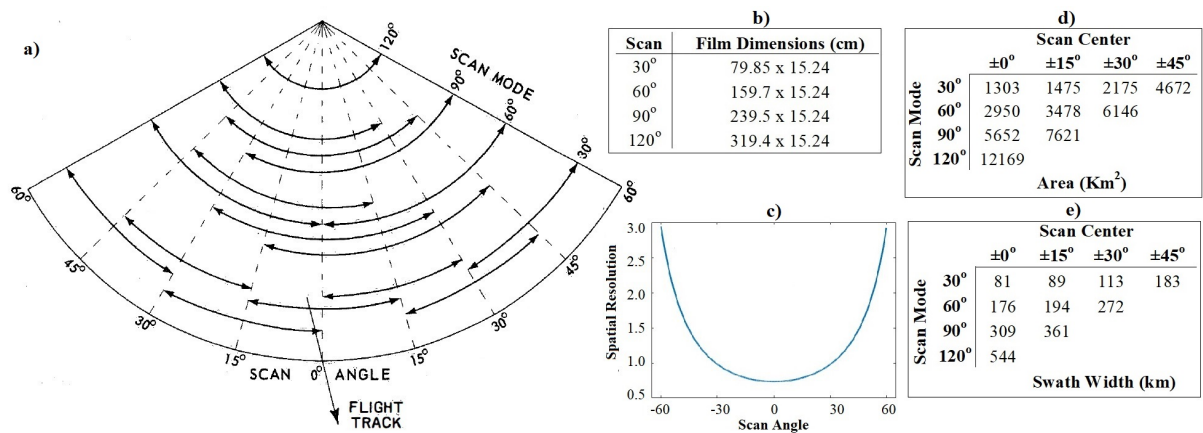 a)
120°
SCAN MODE
90°
60°
30°
60°
60°
45°
45°
30°
30°
15°
15°
SCAN 0° ANGLE
FLIGHT
TRACK
b)
Scan Film Dimensions (cm)
30° 79.85 x 15.24
60° 159.7 x 15.24
90° 239.5 x 15.24
120° 319.4 x 15.24
c)
Spatial Resolution
3.0
2.5
2.0
1.5
1.0
0.5
-60 -30 0 30 60
Scan Angle
d)
Scan Center
±0° ±15° ±30° ±45°
Scan Mode
30° 1303 1475 2175 4672
60° 2950 3478 6146
90° 5652 7621
120° 12169
Area (Km²)
e)
Scan Center
±0° ±15° ±30° ±45°
Scan Mode
30° 81 89 113 183
60° 176 194 272
90° 309 361
120° 544
Swath Width (km)